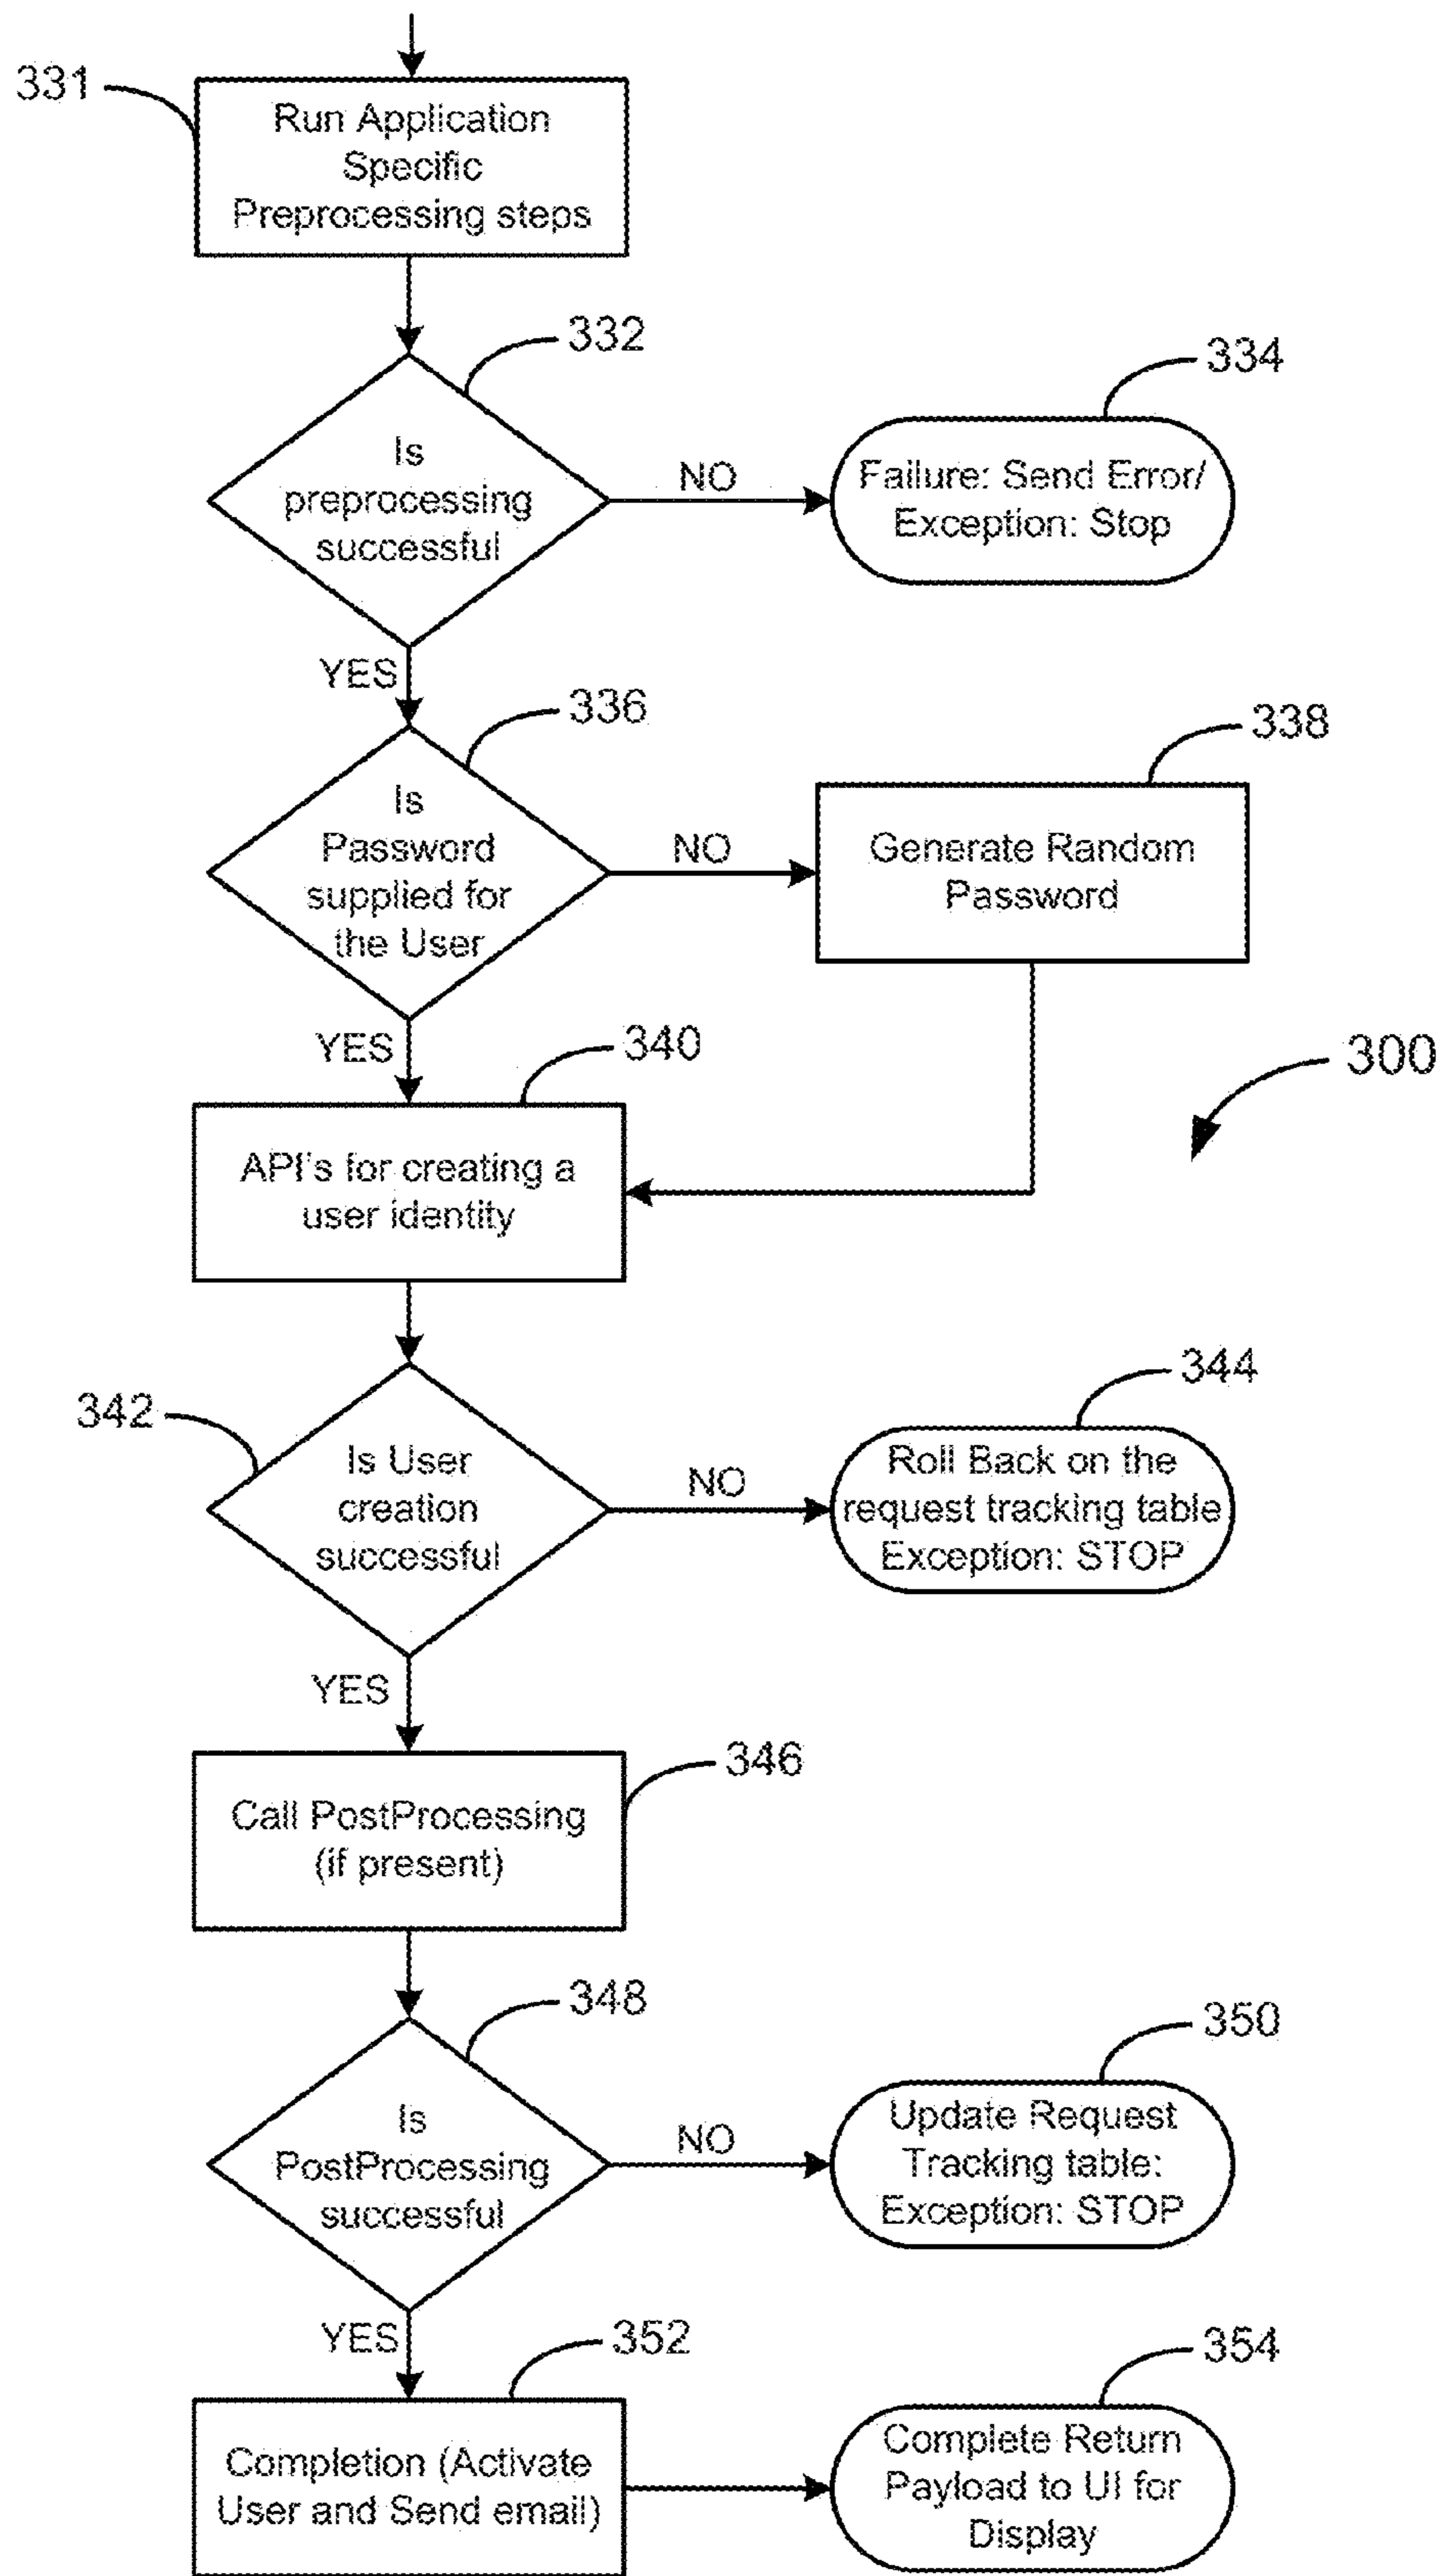 331
Run Application
Specific
Preprocessing steps
332
334
Is
preprocessing
successful
NO
Failure: Send Error/
Exception: Stop
YES
336
338
Is
Password
supplied for
the User
NO
Generate Random
Password
YES
340
300
API's for creating a
user identity
342
344
Is User
creation
successful
NO
Roll Back on the
request tracking table
Exception: STOP
YES
346
Call PostProcessing
(if present)
348
350
Is
PostProcessing
successful
NO
Update Request
Tracking table:
Exception: STOP
YES
352
354
Completion (Activate
User and Send email)
Complete Return
Payload to UI for
Display